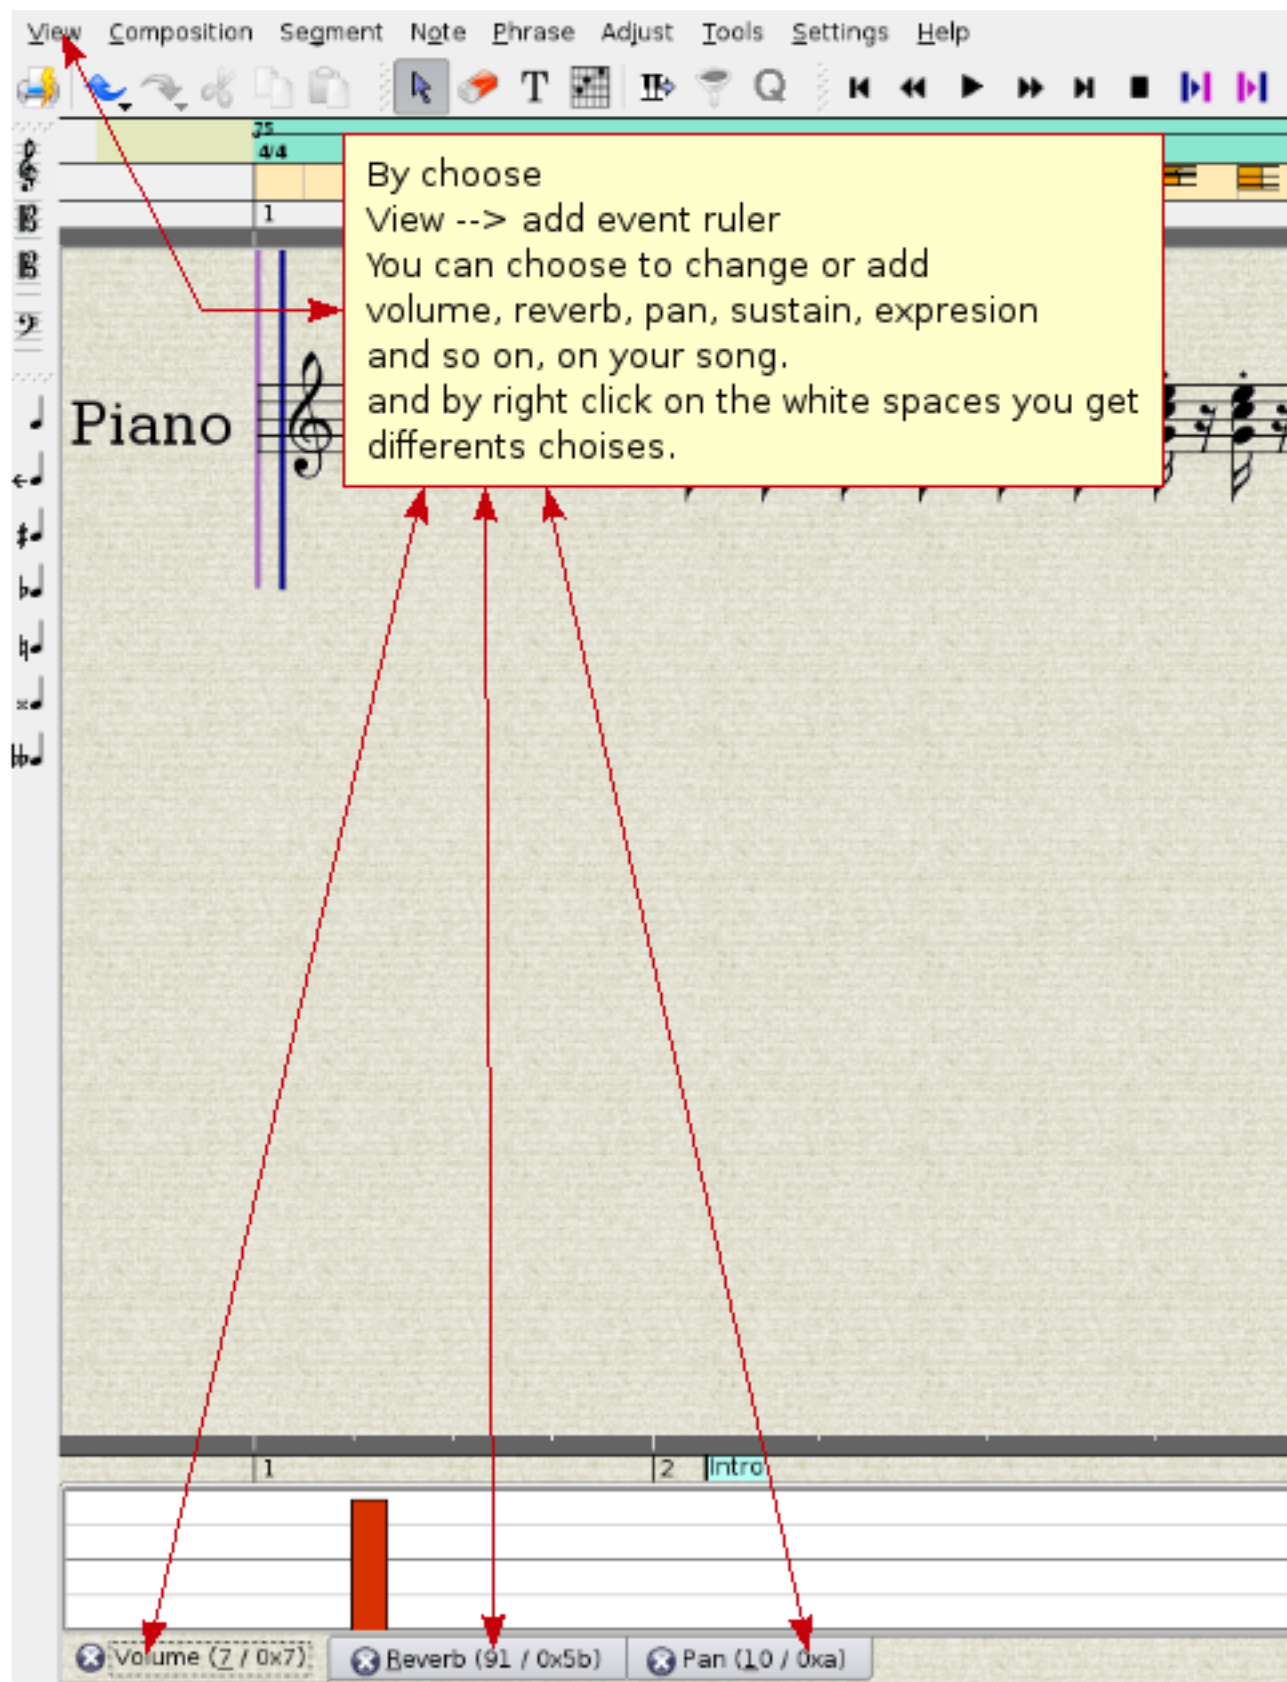 View Composition Segment Note Phrase Adjust Tools Settings Help
T Q
75
4/4
1
By choose
View --> add event ruler
You can choose to change or add
volume, reverb, pan, sustain, expresion
and so on, on your song.
and by right click on the white spaces you get
differents choises.
Piano
1 2 Intro
Volume (7 / 0x7) Reverb (91 / 0x5b) Pan (10 / 0xa)